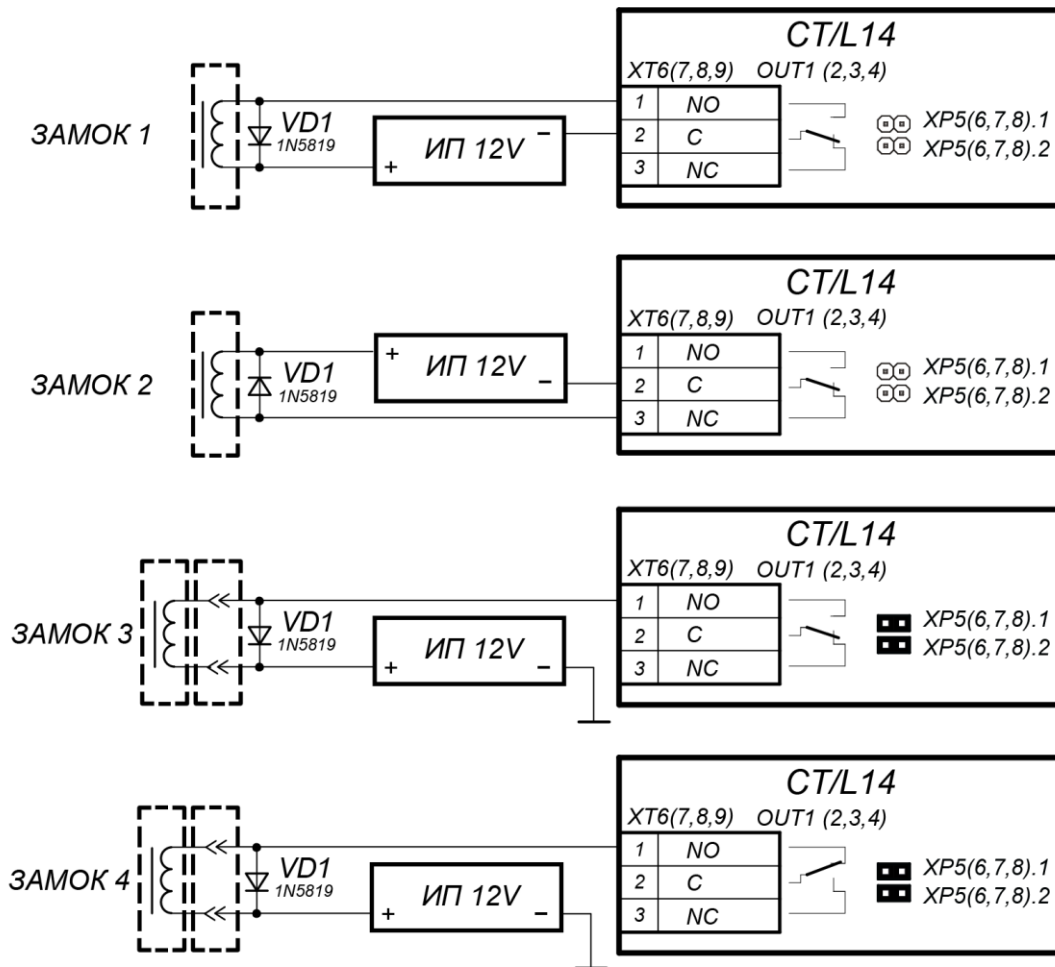 CT/L14
XT6(7,8,9) OUT1 (2,3,4)
ЗАМОК 1
VD1
1N5819
ИП 12V
+
−
1 NO
2 C
3 NC
XP5(6,7,8).1
XP5(6,7,8).2
CT/L14
XT6(7,8,9) OUT1 (2,3,4)
ЗАМОК 2
VD1
1N5819
+
ИП 12V
−
1 NO
2 C
3 NC
XP5(6,7,8).1
XP5(6,7,8).2
CT/L14
XT6(7,8,9) OUT1 (2,3,4)
ЗАМОК 3
VD1
1N5819
+
ИП 12V
−
1 NO
2 C
3 NC
XP5(6,7,8).1
XP5(6,7,8).2
CT/L14
XT6(7,8,9) OUT1 (2,3,4)
ЗАМОК 4
VD1
1N5819
+
ИП 12V
−
1 NO
2 C
3 NC
XP5(6,7,8).1
XP5(6,7,8).2